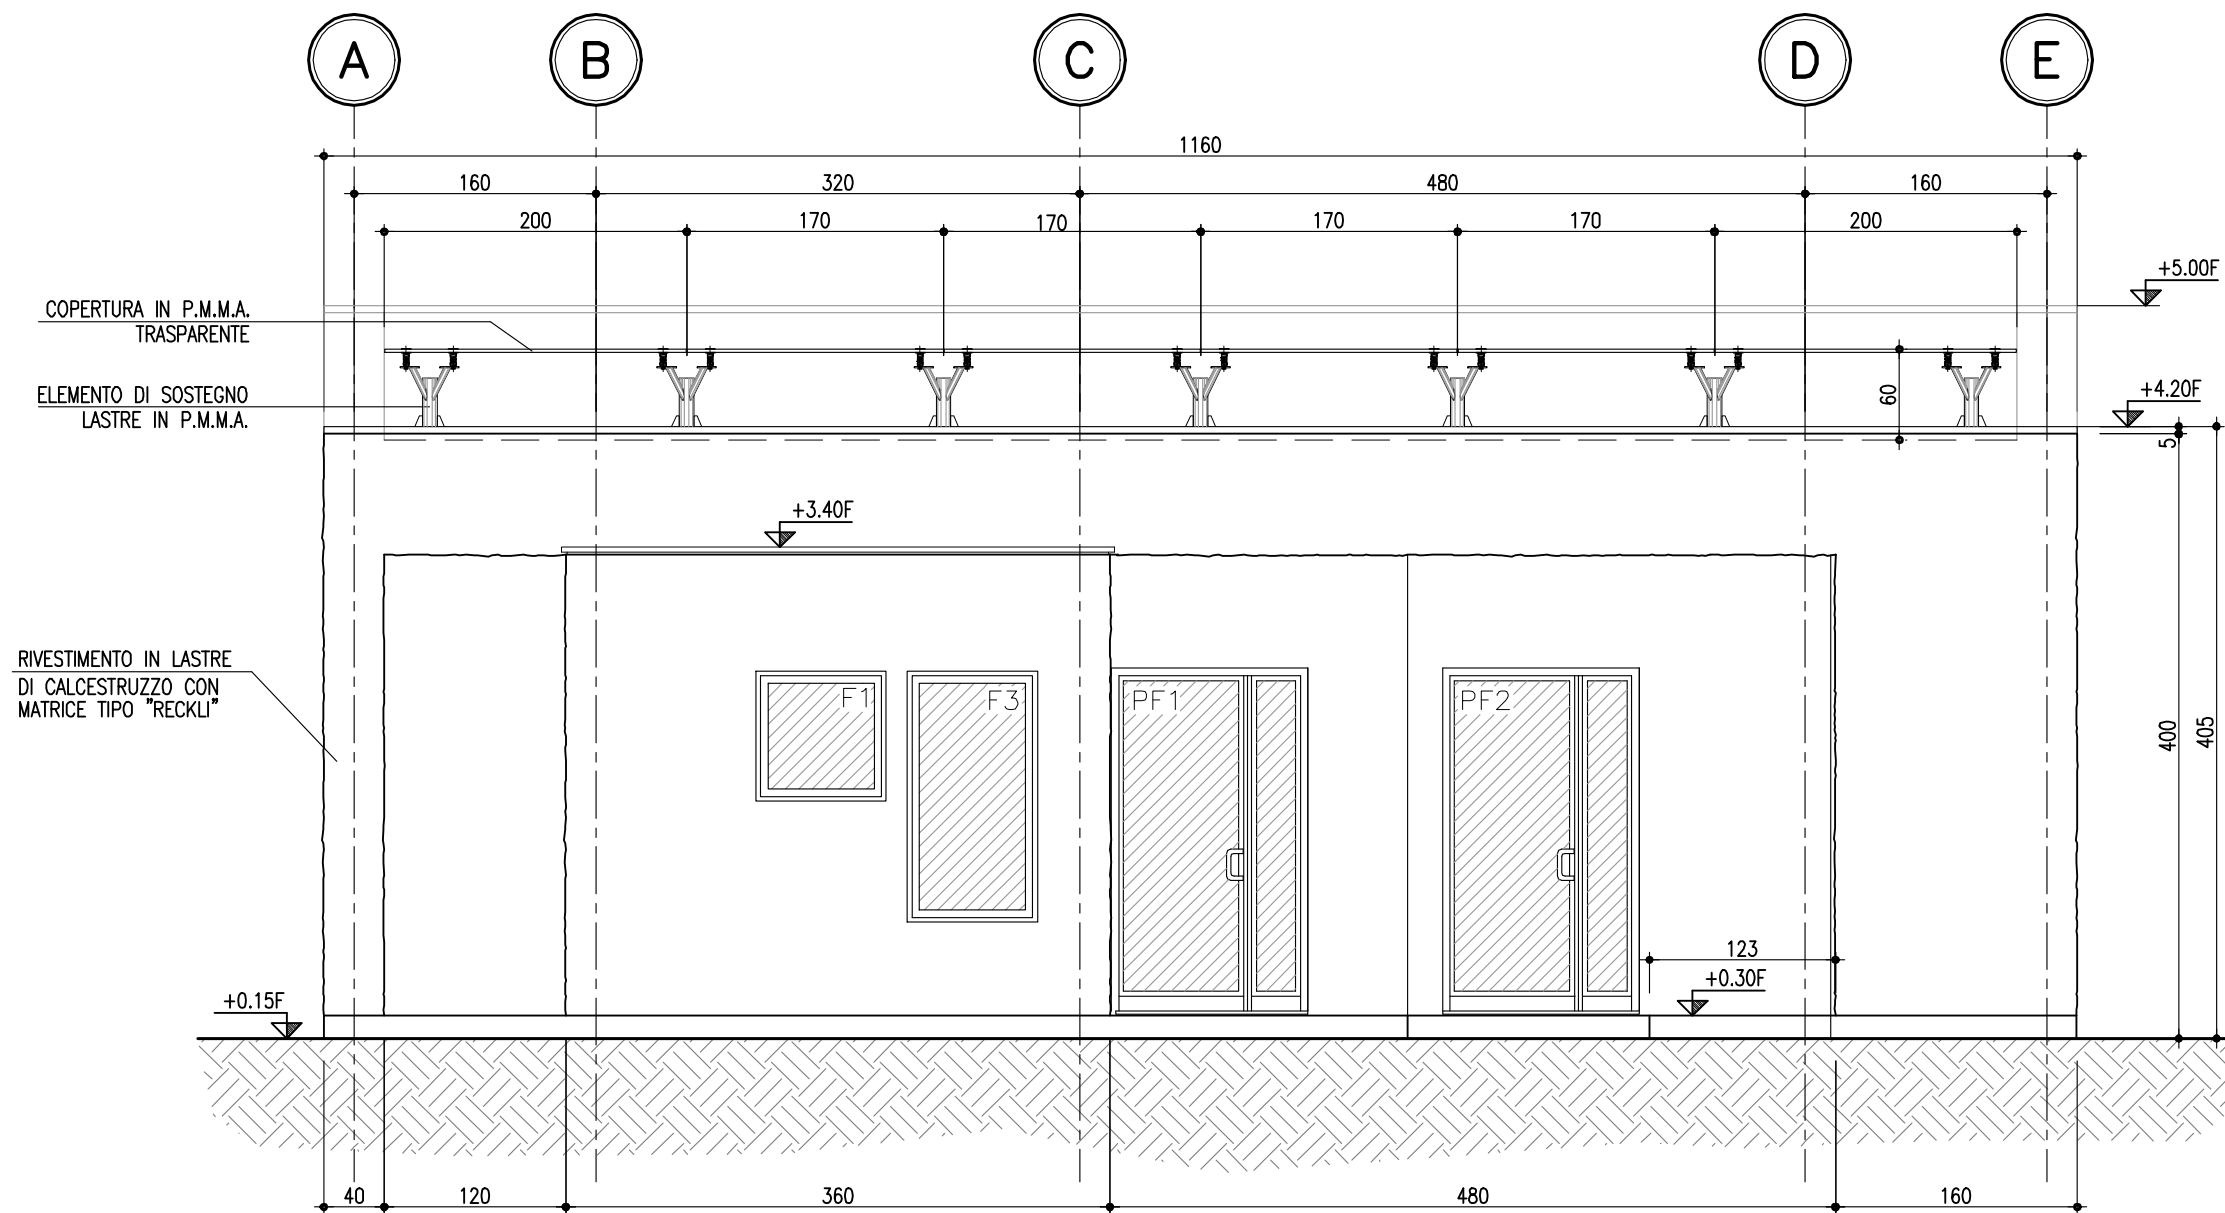 A
B
C
D
E
1160
160
320
480
160
200
170
170
170
170
200
+5.00F
COPERTURA IN P.M.M.A.
TRASPARENTE
ELEMENTO DI SOSTEGNO
LASTRE IN P.M.M.A.
60
+4.20F
5
+3.40F
RIVESTIMENTO IN LASTRE
DI CALCESTRUZZO CON
MATRICE TIPO "RECKLI"
F1
F3
PF1
PF2
400
405
123
+0.30F
+0.15F
40
120
360
480
160